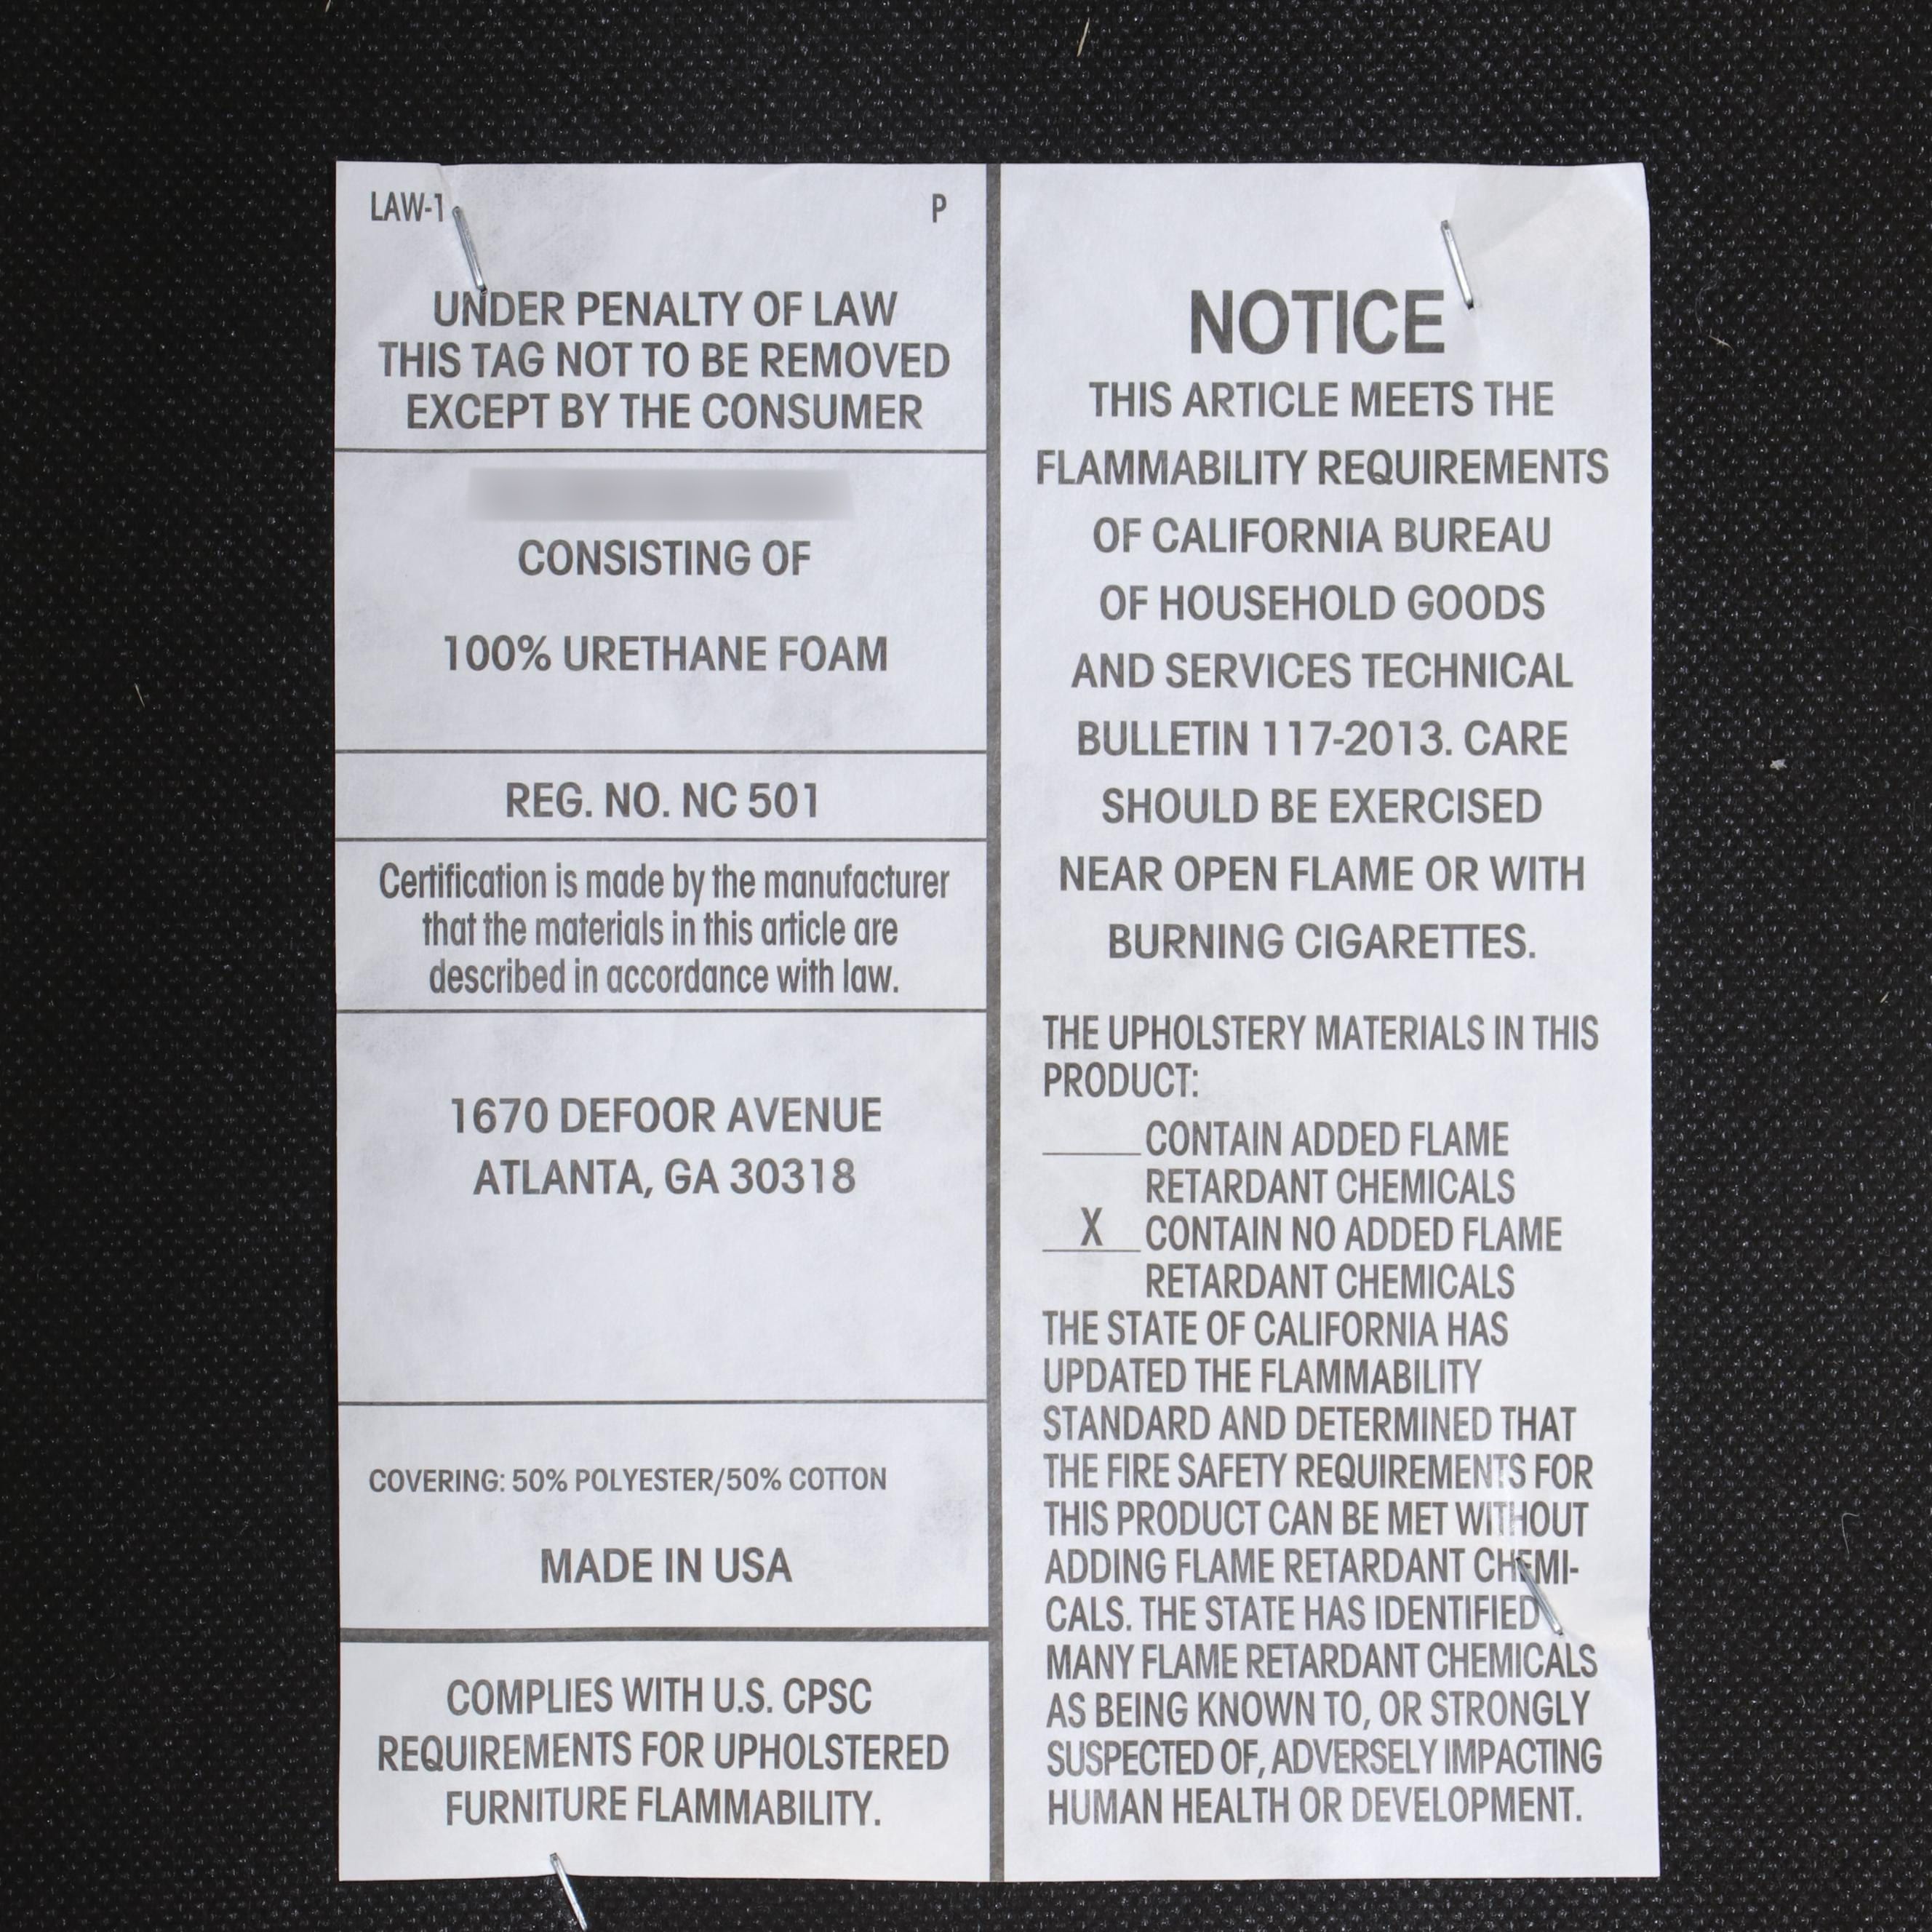 LAW-1 P
UNDER PENALTY OF LAW
THIS TAG NOT TO BE REMOVED
EXCEPT BY THE CONSUMER
CONSISTING OF
100% URETHANE FOAM
REG. NO. NC 501
Certification is made by the manufacturer
that the materials in this article are
described in accordance with law.
1670 DEFOOR AVENUE
ATLANTA, GA 30318
COVERING: 50% POLYESTER/50% COTTON
MADE IN USA
COMPLIES WITH U.S. CPSC
REQUIREMENTS FOR UPHOLSTERED
FURNITURE FLAMMABILITY.
NOTICE
THIS ARTICLE MEETS THE
FLAMMABILITY REQUIREMENTS
OF CALIFORNIA BUREAU
OF HOUSEHOLD GOODS
AND SERVICES TECHNICAL
BULLETIN 117-2013. CARE
SHOULD BE EXERCISED
NEAR OPEN FLAME OR WITH
BURNING CIGARETTES.
THE UPHOLSTERY MATERIALS IN THIS
PRODUCT:
_____CONTAIN ADDED FLAME
RETARDANT CHEMICALS
__X__CONTAIN NO ADDED FLAME
RETARDANT CHEMICALS
THE STATE OF CALIFORNIA HAS
UPDATED THE FLAMMABILITY
STANDARD AND DETERMINED THAT
THE FIRE SAFETY REQUIREMENTS FOR
THIS PRODUCT CAN BE MET WITHOUT
ADDING FLAME RETARDANT CHEMI-
CALS. THE STATE HAS IDENTIFIED
MANY FLAME RETARDANT CHEMICALS
AS BEING KNOWN TO, OR STRONGLY
SUSPECTED OF, ADVERSELY IMPACTING
HUMAN HEALTH OR DEVELOPMENT.